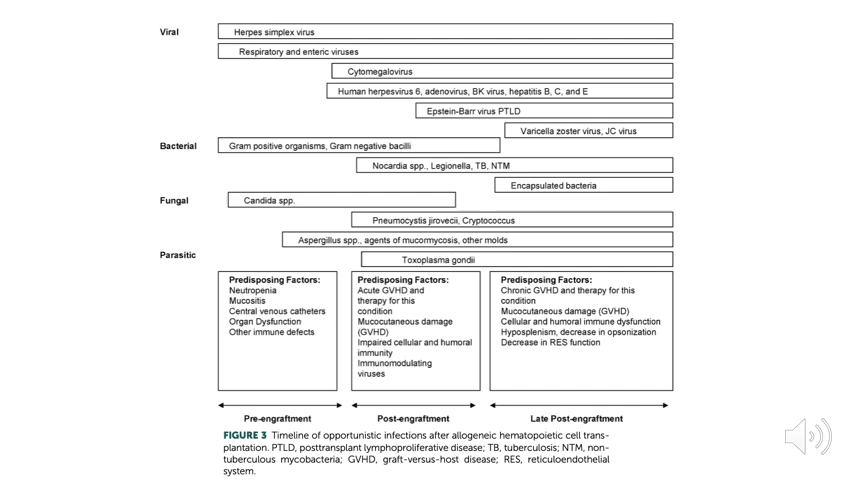 Viral
Herpes simplex virus
Respiratory and enteric viruses
Cytomegalovirus
Human herpesvirus 6, adenovirus, BK virus, hepatitis B, C, and E
Epstein-Barr virus PTLD
Varicella zoster virus, JC virus
Bacterial
Gram positive organisms, Gram negative bacilli
Nocardia spp., Legionella, TB, NTM
Encapsulated bacteria
Fungal
Candida spp.
Pneumocystis jirovecii, Cryptococcus
Aspergillus spp., agents of mucormycosis, other molds
Parasitic
Toxoplasma gondii
Predisposing Factors:
Neutropenia
Mucositis
Central venous catheters
Organ Dysfunction
Other immune defects
Predisposing Factors:
Acute GVHD and
therapy for this
condition
Mucocutaneous damage
(GVHD)
Impaired cellular and humoral
immunity
Immunomodulating
viruses
Predisposing Factors:
Chronic GVHD and therapy for this
condition
Mucocutaneous damage (GVHD)
Cellular and humoral immune dysfunction
Hyposplenism, decrease in opsonization
Decrease in RES function
Pre-engraftment
Post-engraftment
Late Post-engraftment
FIGURE 3 Timeline of opportunistic infections after allogeneic hematopoietic cell trans-
plantation. PTLD, posttransplant lymphoproliferative disease; TB, tuberculosis; NTM, non-
tuberculous mycobacteria; GVHD, graft-versus-host disease; RES, reticuloendothelial
system.